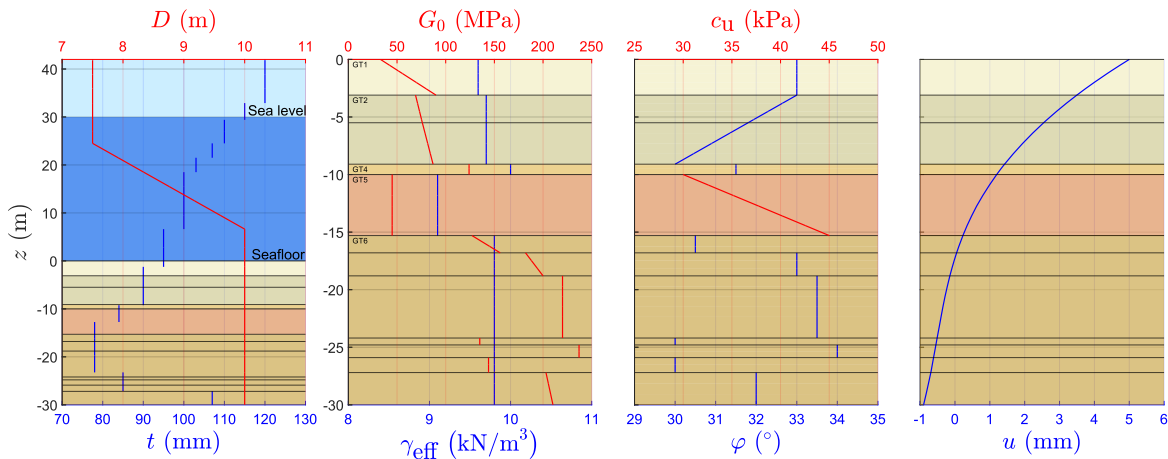 D (m)
G₀ (MPa)
cᵤ (kPa)
7 8 9 10 11
0 50 100 150 200 250
25 30 35 40 45 50
z (m)
40
30
20
10
0
-10
-20
-30
Sea level
Seafloor
0
-5
-10
-15
-20
-25
-30
GT1
GT2
GT4
GT5
GT6
70 80 90 100 110 120 130
8 9 10 11
29 30 31 32 33 34 35
-1 0 1 2 3 4 5 6
t (mm)
γeff (kN/m³)
φ (°)
u (mm)